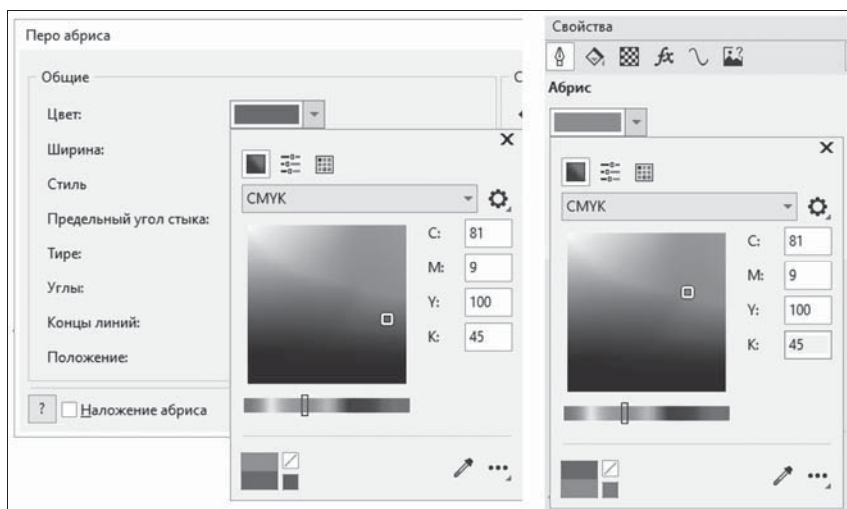 Перо абриса
Общие
Цвет:
Ширина:
Стиль
Предельный угол стыка:
Тире:
Углы:
Концы линий:
Положение:
? Наложение абриса
С
CMYK
C: 81
M: 9
Y: 100
K: 45
Свойства
fx
Абрис
CMYK
C: 81
M: 9
Y: 100
K: 45